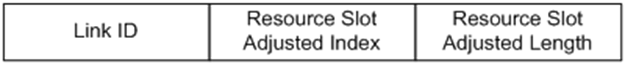 Link ID
Resource Slot
Adjusted Index
Resource Slot
Adjusted Length